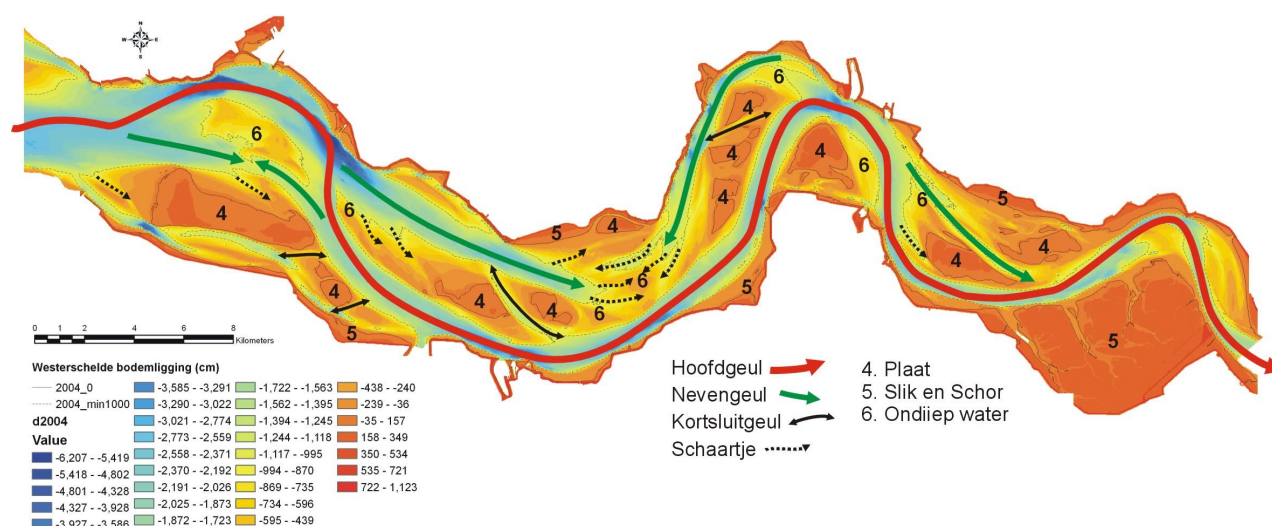 N
W E
S
6
4
6
4
4
6
4
5
5
4
4
4
6
6
6
4
4
4
4
6
6
5
4
4
5
5
0 1 2 4 6 8
Kilometers
Westerschelde bodemligging (cm)
2004_0
2004_min1000
d2004
Value
-6,207 - -5,419
-5,418 - -4,802
-4,801 - -4,328
-4,327 - -3,928
-3,927 - -3,586
-3,585 - -3,291
-3,290 - -3,022
-3,021 - -2,774
-2,773 - -2,559
-2,558 - -2,371
-2,370 - -2,192
-2,191 - -2,026
-2,025 - -1,873
-1,872 - -1,723
-1,722 - -1,563
-1,562 - -1,395
-1,394 - -1,245
-1,244 - -1,118
-1,117 - -995
-994 - -870
-869 - -735
-734 - -596
-595 - -439
-438 - -240
-239 - -36
-35 - 157
158 - 349
350 - 534
535 - 721
722 - 1,123
Hoofdgeul
Nevengeul
Kortsluitgeul
Schaartje
4. Plaat
5. Slik en Schor
6. Ondiiep water